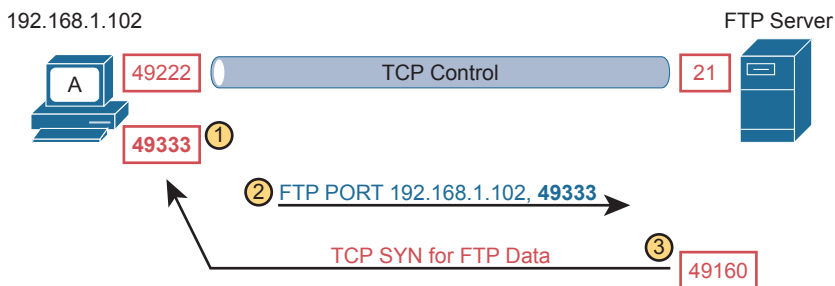 192.168.1.102
FTP Server
A
49222
TCP Control
21
49333
1
2
FTP PORT 192.168.1.102, 49333
TCP SYN for FTP Data
3
49160